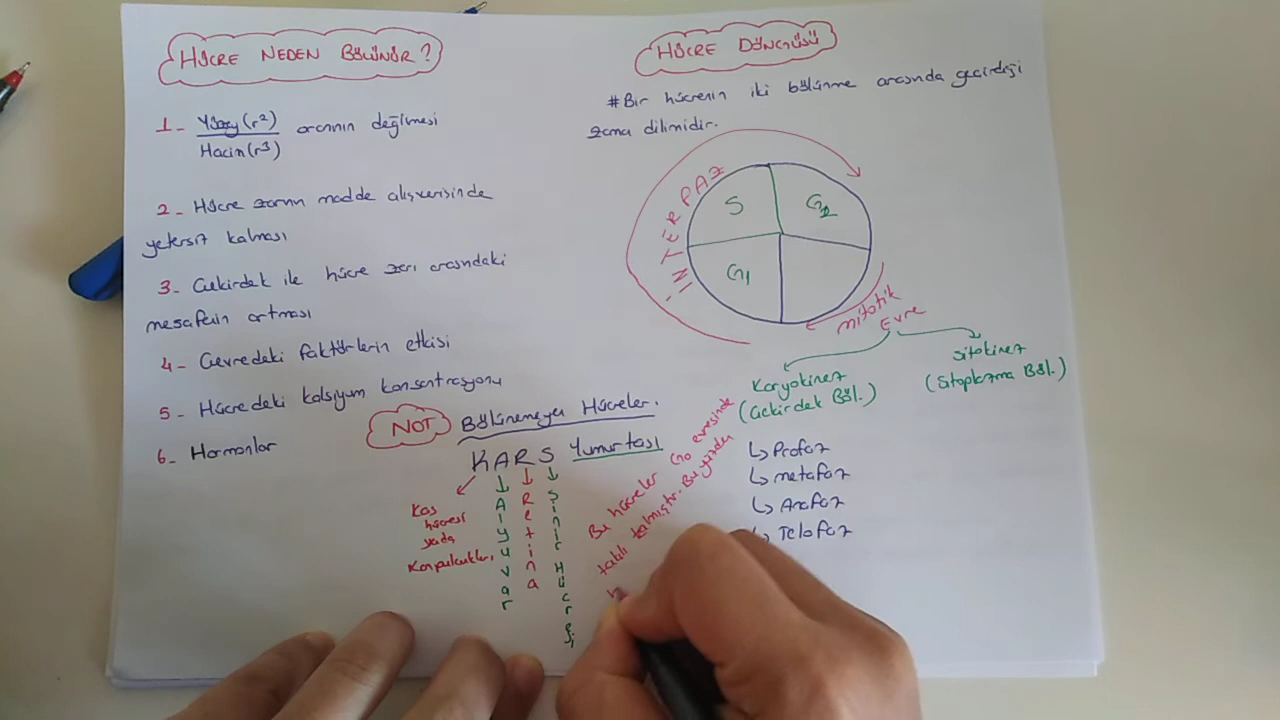 HÜCRE NEDEN BÖLÜNÜR?
1- Yüzey (r²) / Hacim (r³) oranının değişmesi
2- Hücre zarının madde alışverişinde
yetersiz kalması
3- Çekirdek ile hücre zarı arasındaki
mesafenin artması
4- Çevredeki faktörlerin etkisi
5- Hücredeki kalsiyum konsantrasyonu
6- Hormonlar
NOT
Bölünemeyen Hücreler.
KARS Yumurtası
Kas
hücresi
yada
Alyuvar
Retina
Sinir Hücresi
Bu hücreler G0 evresinde
takılı kalmıştır. Bu yüzden
HÜCRE DÖNGÜSÜ
#Bir hücrenin iki bölünme arasında geçirdiği
zama dilimidir.
İNTERFAZ
S
G2
G1
mitotik
Evre
Karyokinez
(Çekirdek Böl.)
Sitokinez
(Sitoplazma Böl.)
↳ Profaz
↳ metafaz
↳ Anafaz
↳ Telofaz